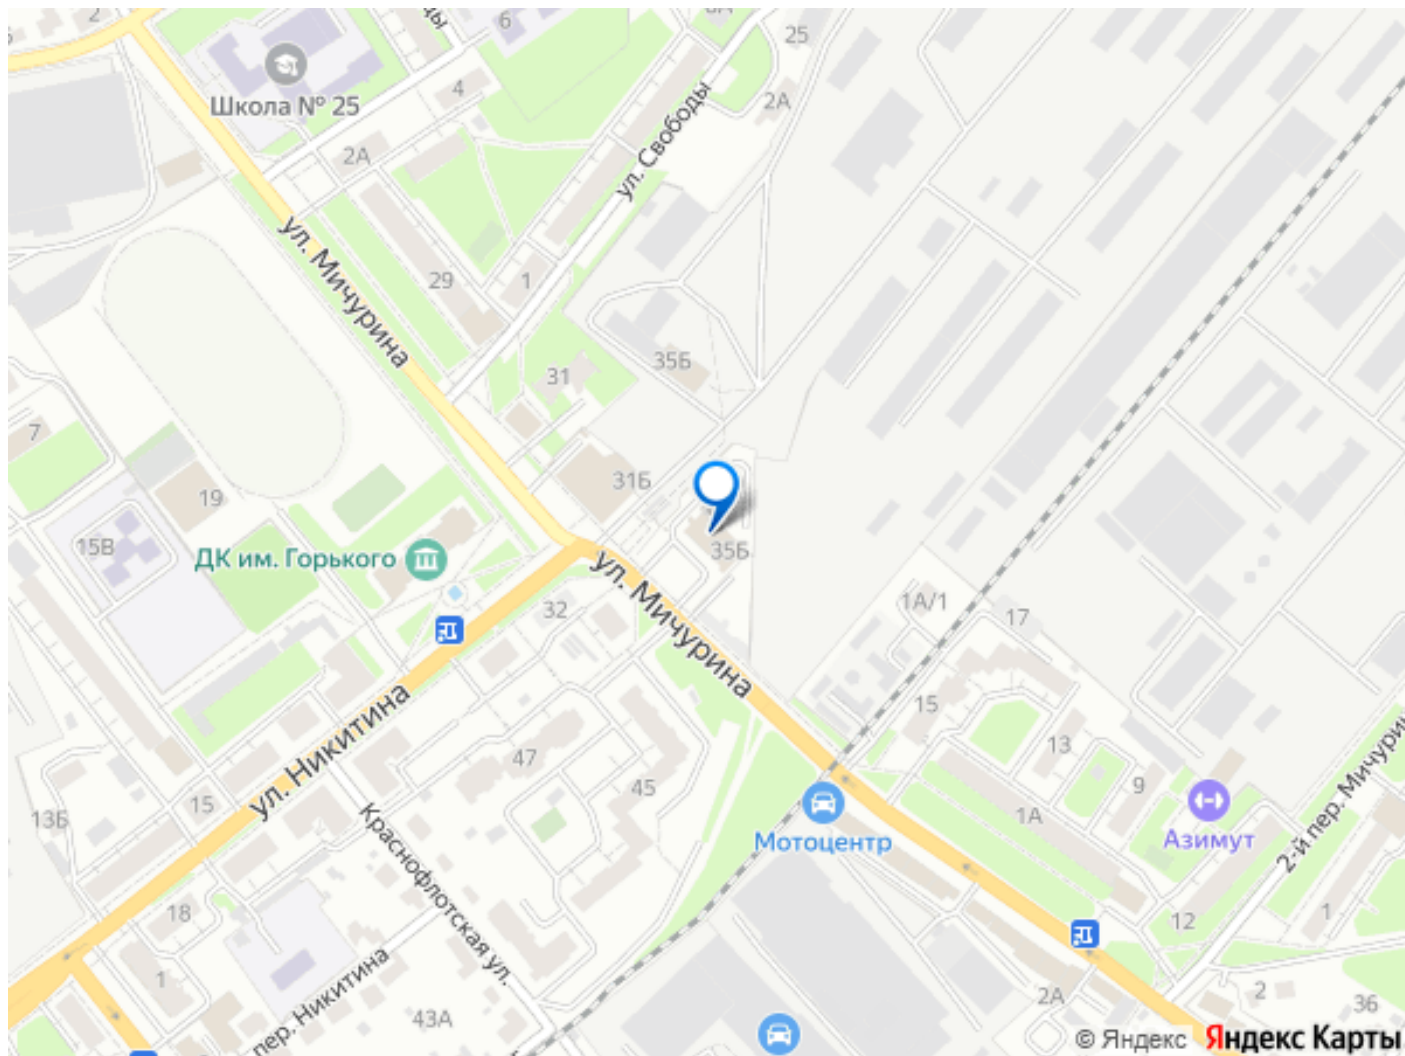 6
25
Школа № 25
4
2А
2А
ул. Свободы
ул. Мичурина
29
1
35Б
31
7
31Б
19
15В
ДК им. Горького
35Б
32
ул. Мичурина
1А/1
17
15
ул. Никитина
47
13
45
9
13Б
15
1А
Мотоцентр
Азимут
2-й пер. Мичурин
Краснофлотская ул.
18
12
1
1
пер. Никитина
43А
2А
2
36
© Яндекс Яндекс Карты